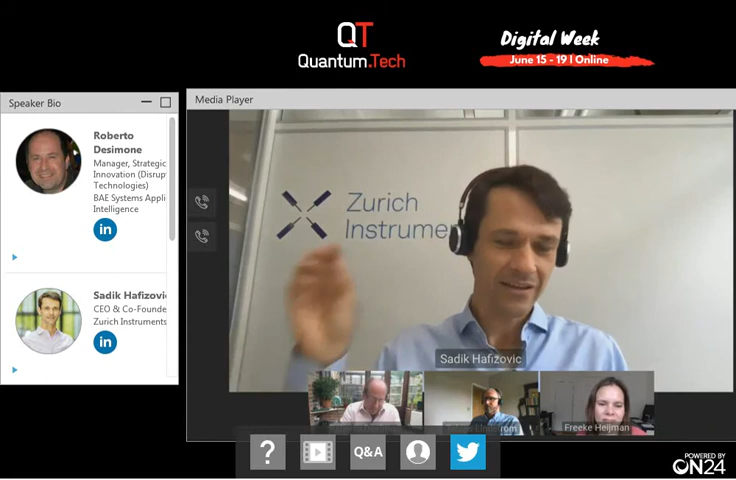 QT
Quantum.Tech
Digital Week
June 15 - 19 | Online
Speaker Bio
Roberto
Desimone
Manager, Strategic
Innovation (Disrup
Technologies)
BAE Systems Appli
Intelligence
in
Sadik Hafizovi
CEO & Co-Founde
Zurich Instruments
in
Media Player
Zurich
Instrume
Sadik Hafizovic
Freeke Heijman
?
Q&A
POWERED BY
ON24